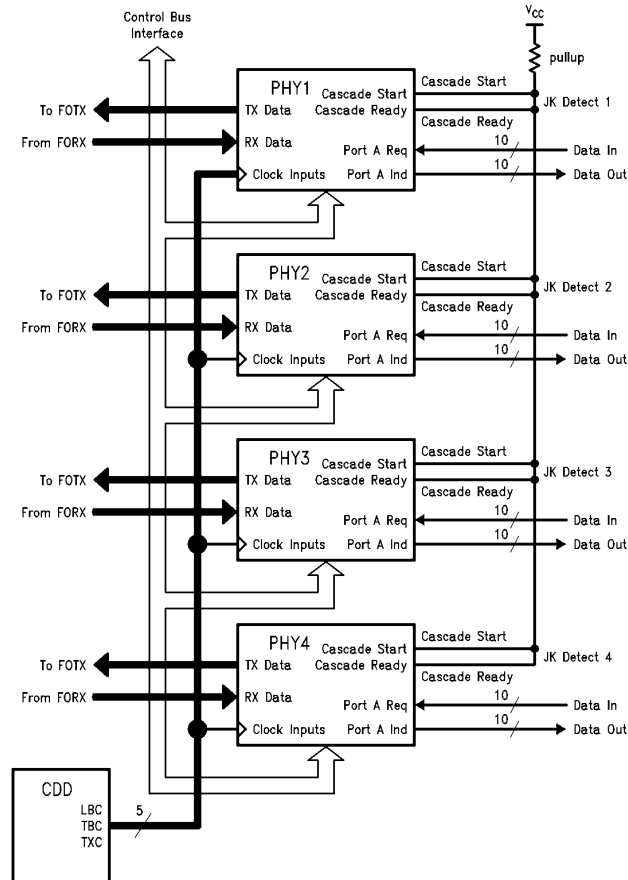 Control Bus
Interface
VCC
pullup
PHY1
Cascade Start
Cascade Start
JK Detect 1
To FOTX
TX Data
Cascade Ready
Cascade Ready
From FORX
RX Data
Port A Req
10
Data In
Clock Inputs
Port A Ind
10
Data Out
PHY2
Cascade Start
Cascade Start
JK Detect 2
To FOTX
TX Data
Cascade Ready
Cascade Ready
From FORX
RX Data
Port A Req
10
Data In
Clock Inputs
Port A Ind
10
Data Out
PHY3
Cascade Start
Cascade Start
JK Detect 3
To FOTX
TX Data
Cascade Ready
Cascade Ready
From FORX
RX Data
Port A Req
10
Data In
Clock Inputs
Port A Ind
10
Data Out
PHY4
Cascade Start
Cascade Start
JK Detect 4
To FOTX
TX Data
Cascade Ready
Cascade Ready
From FORX
RX Data
Port A Req
10
Data In
Clock Inputs
Port A Ind
10
Data Out
CDD
LBC
TBC
TXC
5